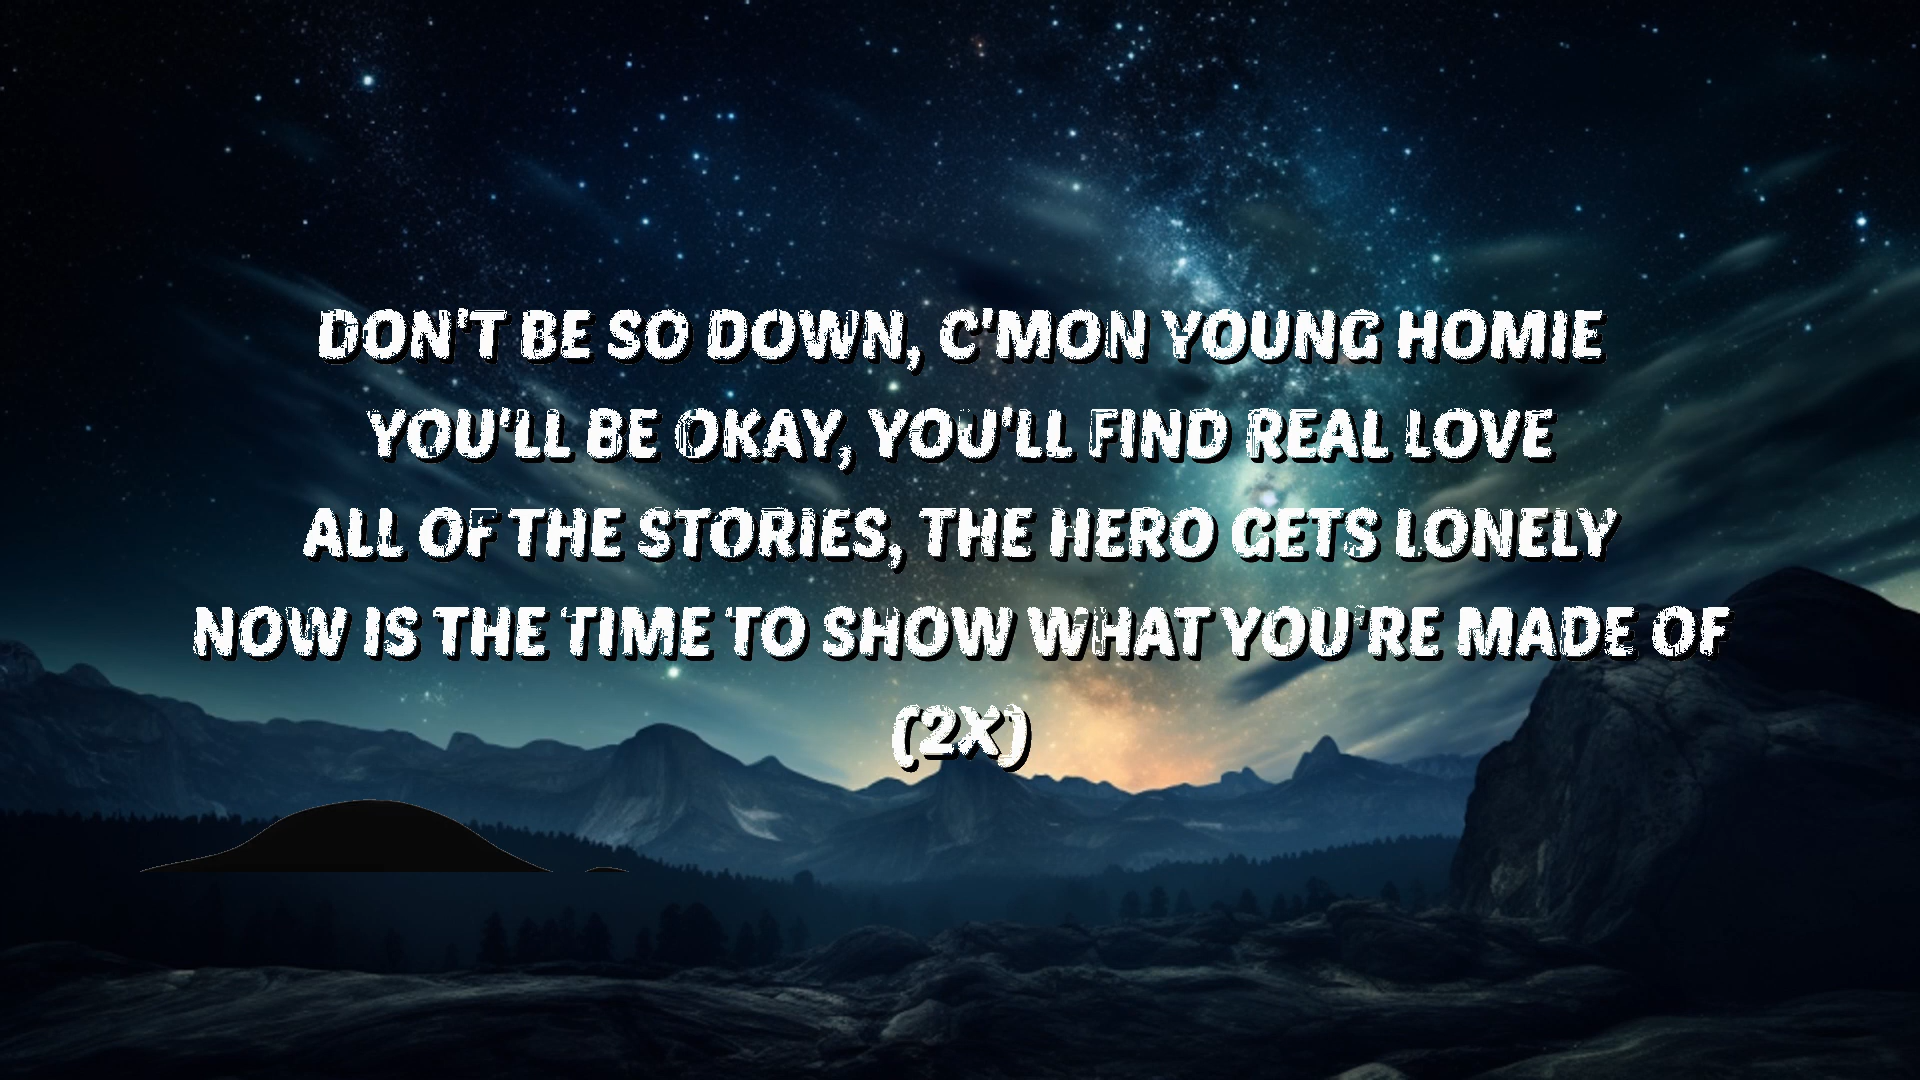 DON'T BE SO DOWN, C'MON YOUNG HOMIE
YOU'LL BE OKAY, YOU'LL FIND REAL LOVE
ALL OF THE STORIES, THE HERO GETS LONELY
NOW IS THE TIME TO SHOW WHAT YOU'RE MADE OF
(2X)